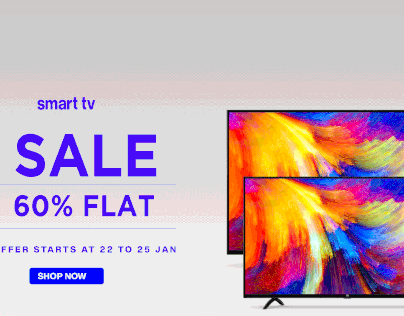 smart tv
SALE
60% FLAT
FFER STARTS AT 22 TO 25 JAN
SHOP NOW